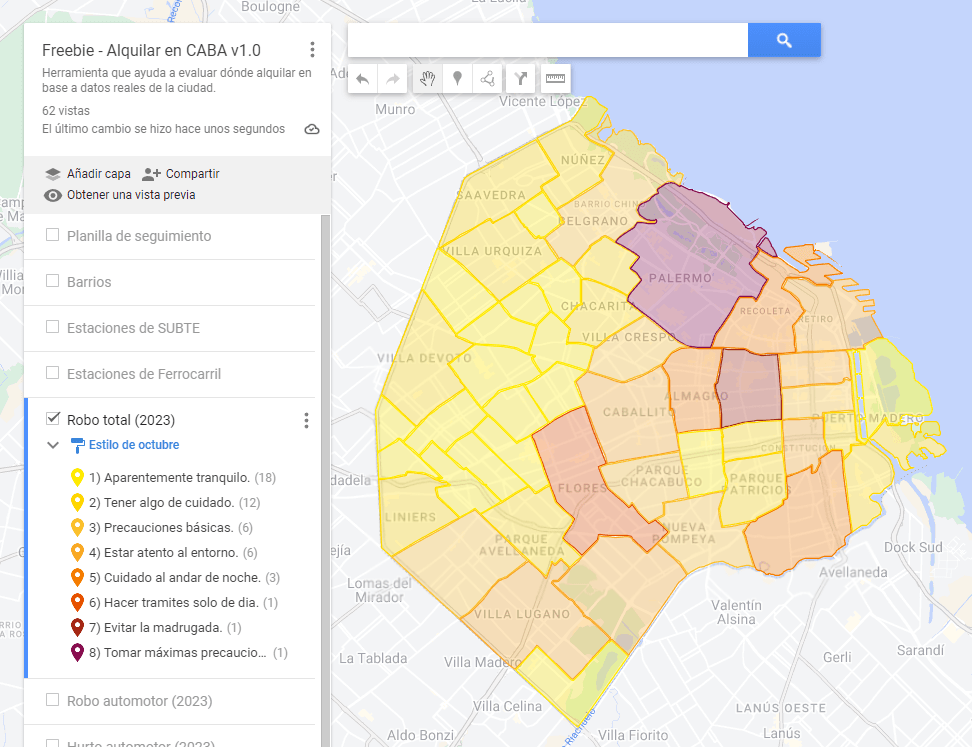 Freebie - Alquilar en CABA v1.0
Herramienta que ayuda a evaluar dónde alquilar en
base a datos reales de la ciudad.
62 vistas
El último cambio se hizo hace unos segundos
Añadir capa
Compartir
Obtener una vista previa
Planilla de seguimiento
Barrios
Estaciones de SUBTE
Estaciones de Ferrocarril
Robo total (2023)
Estilo de octubre
1) Aparentemente tranquilo. (18)
2) Tener algo de cuidado. (12)
3) Precauciones básicas. (6)
4) Estar atento al entorno. (6)
5) Cuidado al andar de noche. (3)
6) Hacer tramites solo de dia. (1)
7) Evitar la madrugada. (1)
8) Tomar máximas precaucio... (1)
Robo automotor (2023)
Hurto automotor (2023)
Boulogne
Munro
Vicente López
NÚÑEZ
SAAVEDRA
BARRIO CHINO
BELGRANO
VILLA URQUIZA
PALERMO
CHACARITA
RECOLETA
RETIRO
VILLA CRESPO
VILLA DEVOTO
ALMAGRO
CABALLITO
PUERTO MADERO
CONSTITUCIÓN
PARQUE
CHACABUCO
PARQUE
PATRICIOS
FLORES
LINIERS
NUEVA
POMPEYA
PARQUE
AVELLANEDA
Dock Sud
Avellaneda
Lomas del
Mirador
VILLA LUGANO
Valentín
Alsina
Gerli
Sarandí
La Tablada
Villa Madero
Villa Celina
LANÚS OESTE
Aldo Bonzi
Riachuelo
Villa Fiorito
Lanús